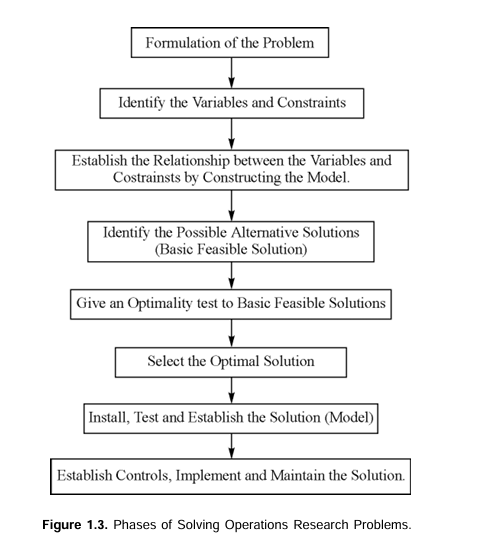 Formulation of the Problem
Identify the Variables and Constraints
Establish the Relationship between the Variables and
Costrainsts by Constructing the Model.
Identify the Possible Alternative Solutions
(Basic Feasible Solution)
Give an Optimality test to Basic Feasible Solutions
Select the Optimal Solution
Install, Test and Establish the Solution (Model)
Establish Controls, Implement and Maintain the Solution.
Figure 1.3. Phases of Solving Operations Research Problems.